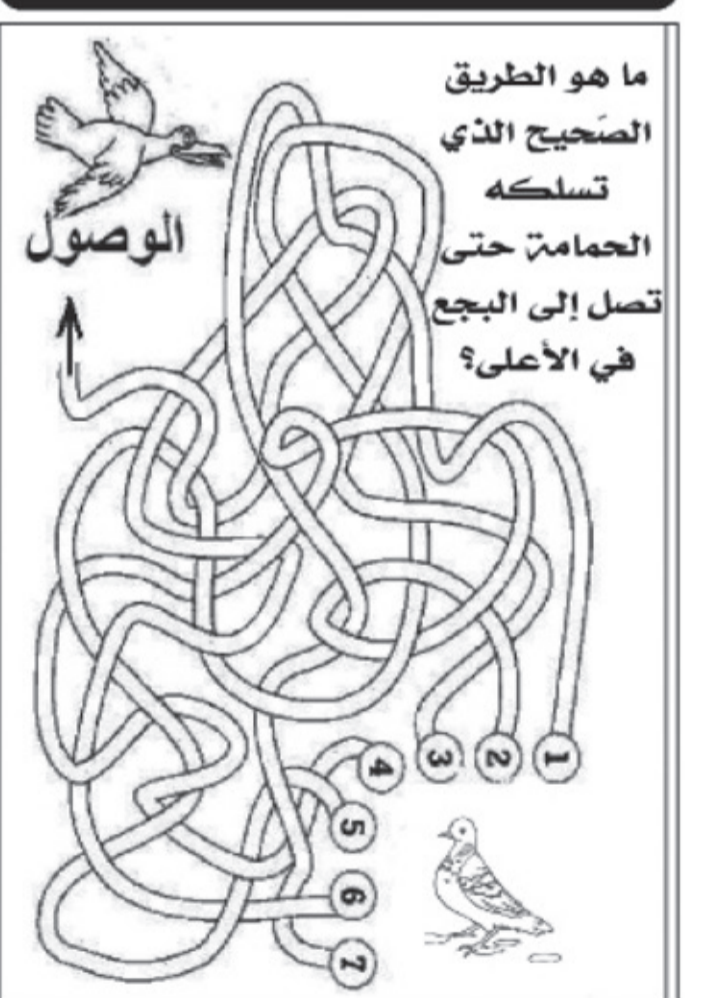 ما هو الطريق
الصَحيح الذي
تسلكه
الحمامة حتى
تصل إلى البجع
في الأعلى؟
الوصول
1
2
3
4
5
6
7